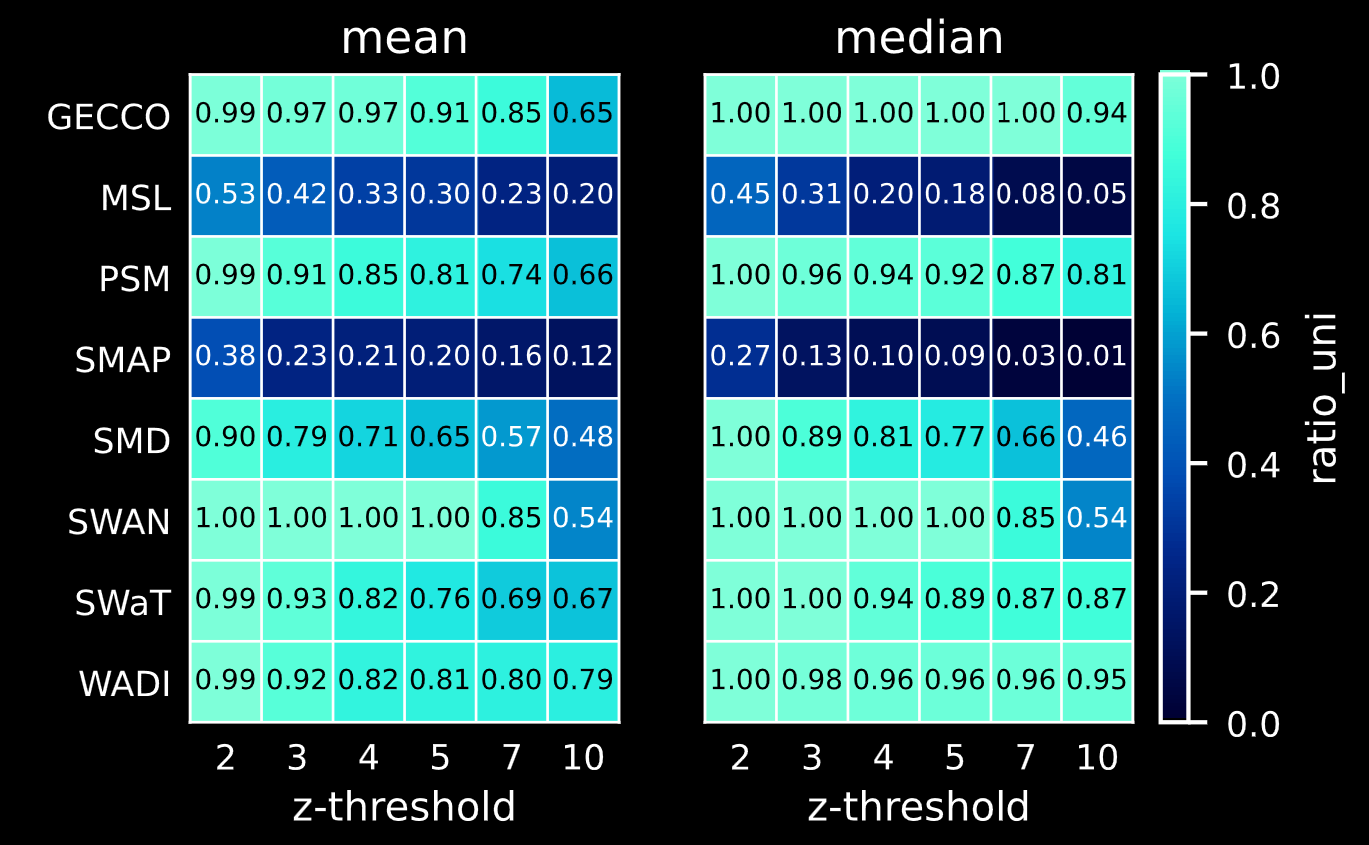 mean median
GECCO 0.99 0.97 0.97 0.91 0.85 0.65 1.00 1.00 1.00 1.00 1.00 0.94
MSL 0.53 0.42 0.33 0.30 0.23 0.20 0.45 0.31 0.20 0.18 0.08 0.05
PSM 0.99 0.91 0.85 0.81 0.74 0.66 1.00 0.96 0.94 0.92 0.87 0.81
SMAP 0.38 0.23 0.21 0.20 0.16 0.12 0.27 0.13 0.10 0.09 0.03 0.01
SMD 0.90 0.79 0.71 0.65 0.57 0.48 1.00 0.89 0.81 0.77 0.66 0.46
SWAN 1.00 1.00 1.00 1.00 0.85 0.54 1.00 1.00 1.00 1.00 0.85 0.54
SWaT 0.99 0.93 0.82 0.76 0.69 0.67 1.00 1.00 0.94 0.89 0.87 0.87
WADI 0.99 0.92 0.82 0.81 0.80 0.79 1.00 0.98 0.96 0.96 0.96 0.95
2 3 4 5 7 10 2 3 4 5 7 10
z-threshold z-threshold
1.0
0.8
0.6
0.4
0.2
0.0
ratio_uni